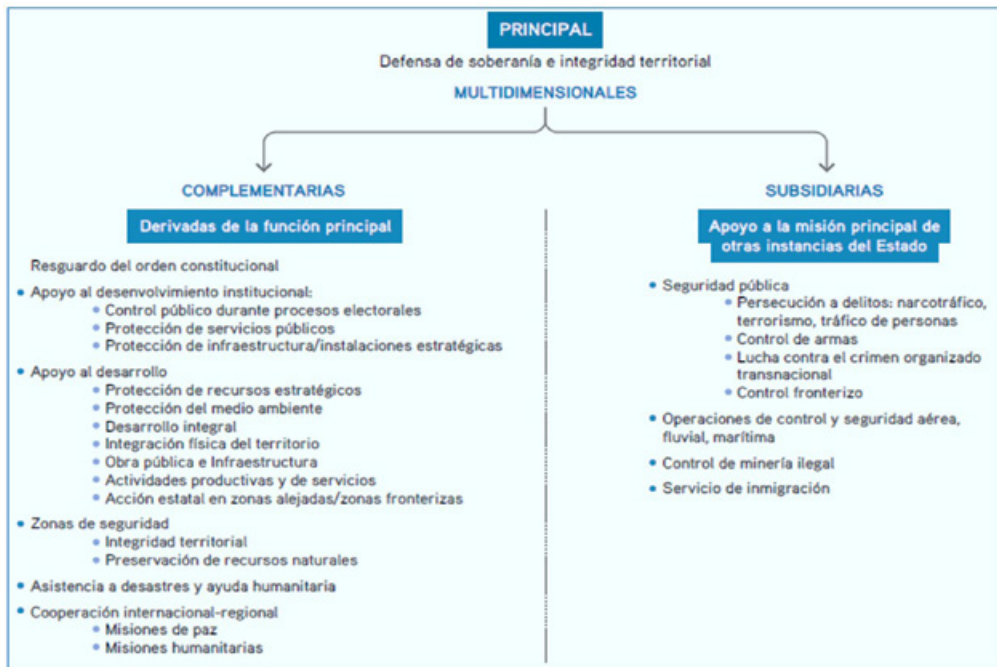 PRINCIPAL
Defensa de soberanía e integridad territorial
MULTIDIMENSIONALES
COMPLEMENTARIAS
Derivadas de la función principal
Resguardo del orden constitucional
Apoyo al desenvolvimiento institucional:
Control público durante procesos electorales
Protección de servicios públicos
Protección de infraestructura/instalaciones estratégicas
Apoyo al desarrollo
Protección de recursos estratégicos
Protección del medio ambiente
Desarrollo integral
Integración física del territorio
Obra pública e Infraestructura
Actividades productivas y de servicios
Acción estatal en zonas alejadas/zonas fronterizas
Zonas de seguridad
Integridad territorial
Preservación de recursos naturales
Asistencia a desastres y ayuda humanitaria
Cooperación internacional-regional
Misiones de paz
Misiones humanitarias
SUBSIDIARIAS
Apoyo a la misión principal de
otras instancias del Estado
Seguridad pública
Persecución a delitos: narcotráfico,
terrorismo, tráfico de personas
Control de armas
Lucha contra el crimen organizado
transnacional
Control fronterizo
Operaciones de control y seguridad aérea,
fluvial, marítima
Control de minería ilegal
Servicio de inmigración